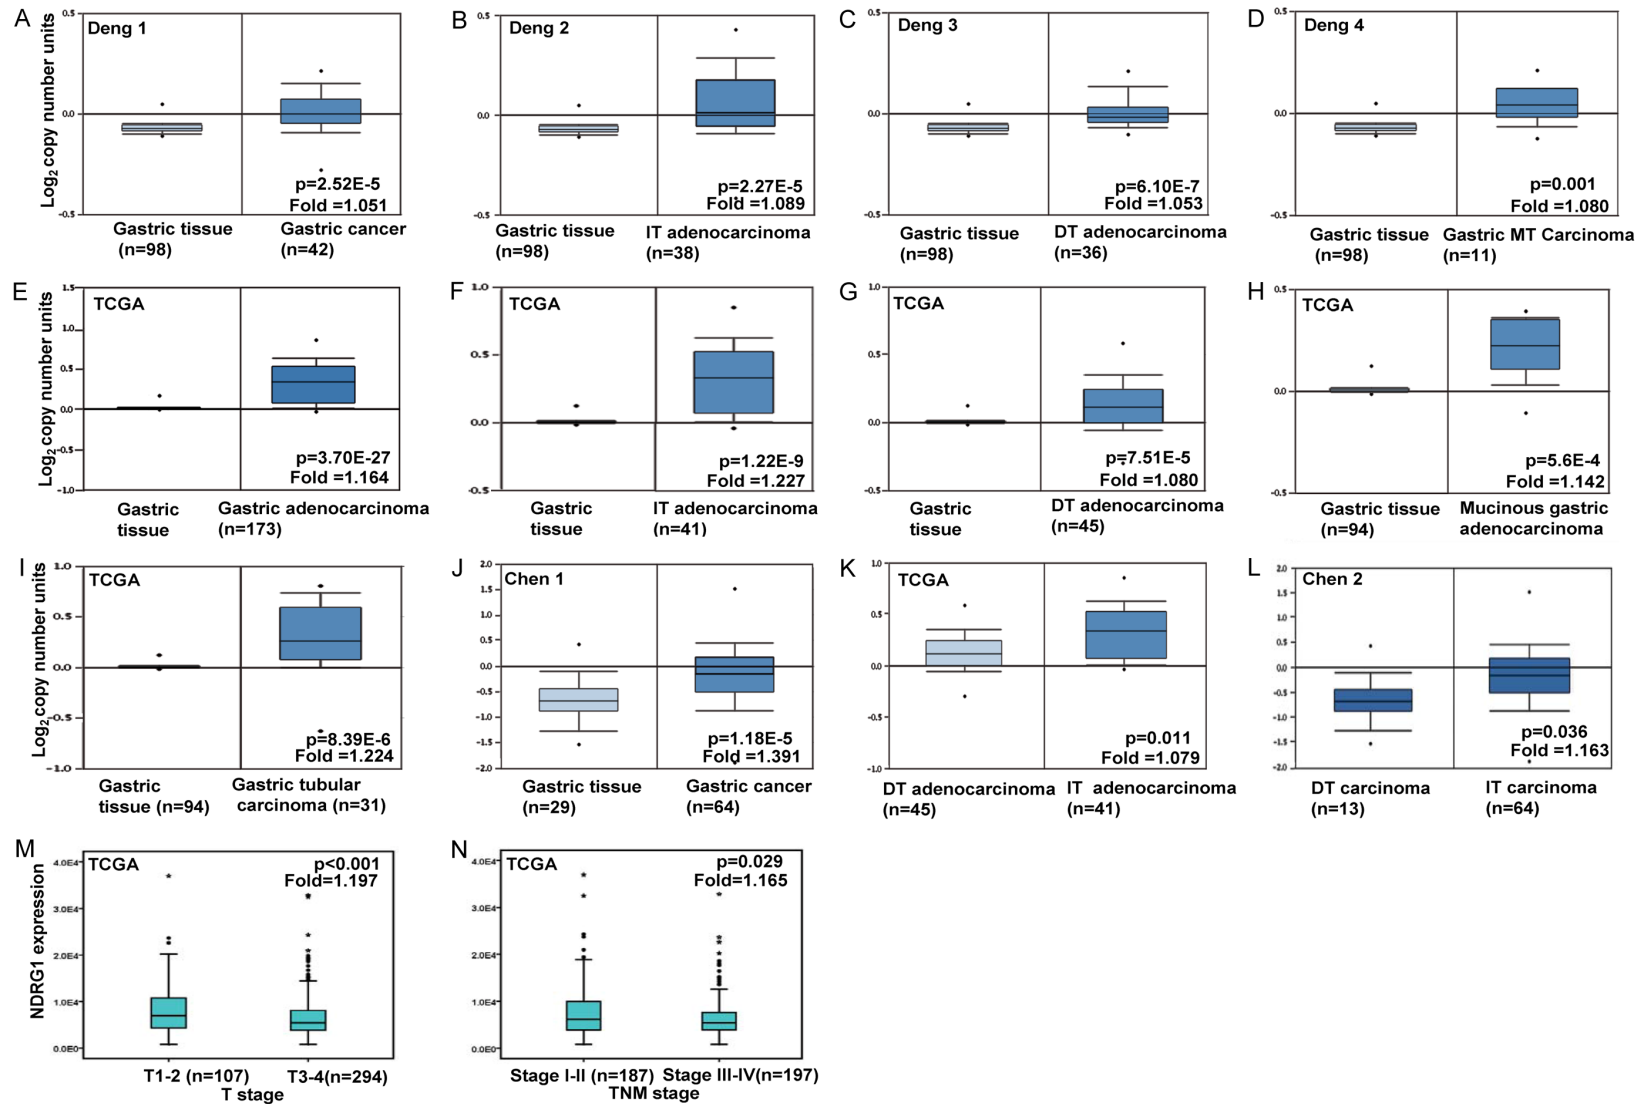 A
Deng 1
Log2 copy number units
0.5
0.0
-0.5
p=2.52E-5
Fold =1.051
Gastric tissue
(n=98)
Gastric cancer
(n=42)
B
Deng 2
0.5
0.0
-0.5
p=2.27E-5
Fold =1.089
Gastric tissue
(n=98)
IT adenocarcinoma
(n=38)
C
Deng 3
0.5
0.0
-0.5
p=6.10E-7
Fold =1.053
Gastric tissue
(n=98)
DT adenocarcinoma
(n=36)
D
Deng 4
0.5
0.0
-0.5
p=0.001
Fold =1.080
Gastric tissue
(n=98)
Gastric MT Carcinoma
(n=11)
E
TCGA
Log2 copy number units
1.5
1.0
0.5
0.0
-0.5
-1.0
p=3.70E-27
Fold =1.164
Gastric
tissue
Gastric adenocarcinoma
(n=173)
F
TCGA
1.0
0.5
0.0
-0.5
p=1.22E-9
Fold =1.227
Gastric
tissue
IT adenocarcinoma
(n=41)
G
TCGA
1.0
0.5
0.0
-0.5
p=7.51E-5
Fold =1.080
Gastric
tissue
DT adenocarcinoma
(n=45)
H
TCGA
0.5
0.0
-0.5
p=5.6E-4
Fold =1.142
Gastric tissue
(n=94)
Mucinous gastric
adenocarcinoma
I
TCGA
Log2 copy number units
1.0
0.5
0.0
-0.5
-1.0
p=8.39E-6
Fold =1.224
Gastric
tissue (n=94)
Gastric tubular
carcinoma (n=31)
J
Chen 1
2.0
1.5
1.0
0.5
0.0
-0.5
-1.0
-1.5
-2.0
p=1.18E-5
Fold =1.391
Gastric tissue
(n=29)
Gastric cancer
(n=64)
K
TCGA
1.0
0.5
0.0
-0.5
-1.0
p=0.011
Fold =1.079
DT adenocarcinoma
(n=45)
IT adenocarcinoma
(n=41)
L
Chen 2
2.0
1.5
1.0
0.5
0.0
-0.5
-1.0
-1.5
-2.0
p=0.036
Fold =1.163
DT carcinoma
(n=13)
IT carcinoma
(n=64)
M
TCGA
NDRG1 expression
4.0E4
3.0E4
2.0E4
1.0E4
0.0E0
p<0.001
Fold=1.197
T1-2 (n=107)
T3-4(n=294)
T stage
N
TCGA
4.0E4
3.0E4
2.0E4
1.0E4
0.0E0
p=0.029
Fold=1.165
Stage I-II (n=187)
Stage III-IV(n=197)
TNM stage